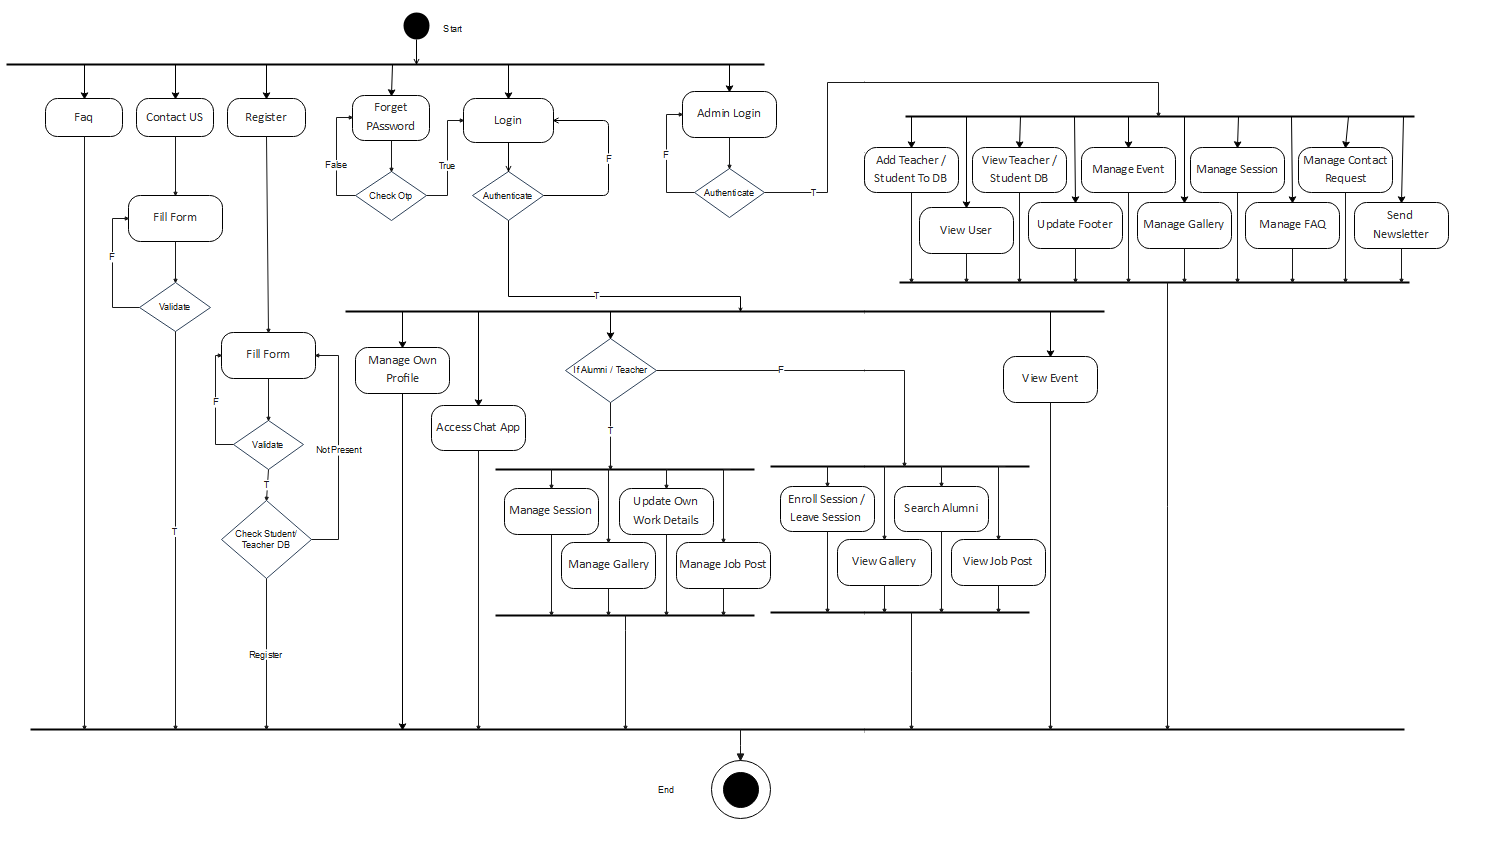 Start
Faq
Contact US
Register
Forget
PAssword
Login
Admin Login
False
True
F
F
Check Otp
Authenticate
Authenticate
T
Add Teacher /
Student To DB
View Teacher /
Student DB
Manage Event
Manage Session
Manage Contact
Request
View User
Update Footer
Manage Gallery
Manage FAQ
Send
Newsletter
Fill Form
F
Validate
T
T
Fill Form
F
Validate
Not Present
T
Check Student/
Teacher DB
Register
Manage Own
Profile
Access Chat App
If Alumni / Teacher
F
T
View Event
Manage Session
Update Own
Work Details
Manage Gallery
Manage Job Post
Enroll Session /
Leave Session
Search Alumni
View Gallery
View Job Post
End